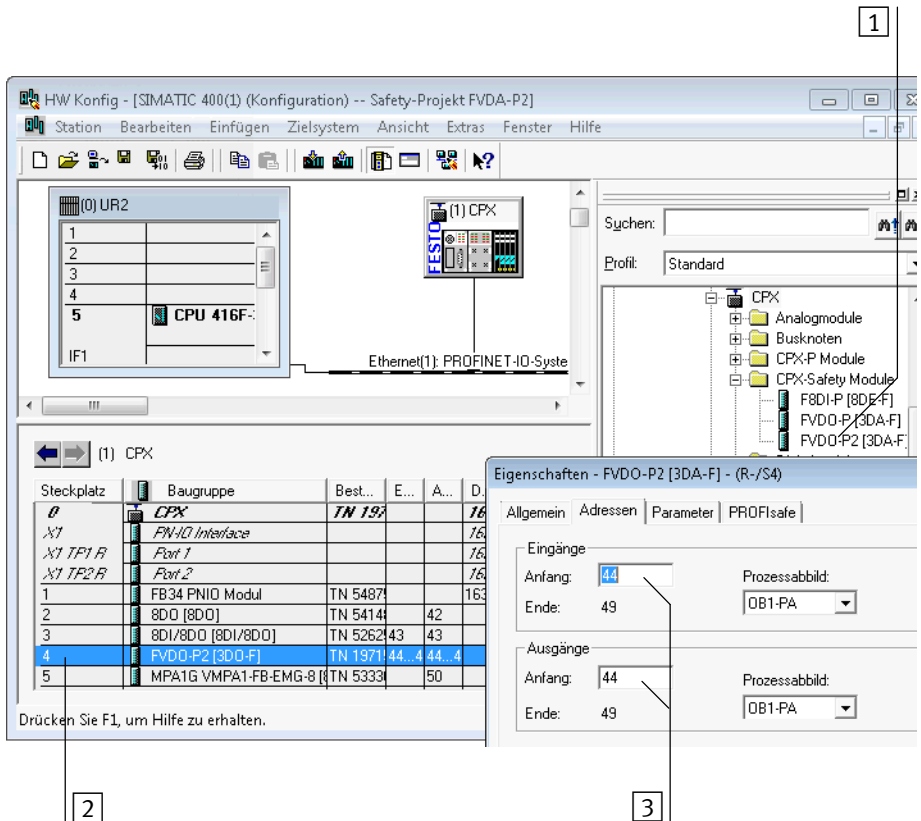 1
HW Konfig - [SIMATIC 400(1) (Konfiguration) -- Safety-Projekt FVDA-P2]
Station Bearbeiten Einfügen Zielsystem Ansicht Extras Fenster Hilfe
(0) UR2
1
2
3
4
5 CPU 416F-
IF1
(1) CPX
FESTO
Ethernet(1): PROFINET-IO-Syste
Suchen:
Profil: Standard
CPX
Analogmodule
Busknoten
CPX-P Module
CPX-Safety Module
F8DI-P [8DE-F]
FVDO-P [3DA-F]
FVDO-P2 [3DA-F]
(1) CPX
Steckplatz Baugruppe Best... E... A... D.
0 CPX TN 197 16
X1 PN-IO Interface 16
X1 TP1 R Port 1 16
X1 TP2 R Port 2 16
1 FB34 PNIO Modul TN 5487 163
2 8DO [8DO] TN 5414 42
3 8DI/8DO [8DI/8DO] TN 5262 43 43
4 FVDO-P2 [3DO-F] TN 1971 44...4 44...4
5 MPA1G VMPA1-FB-EMG-8 [8 TN 5333 50
Drücken Sie F1, um Hilfe zu erhalten.
Eigenschaften - FVDO-P2 [3DA-F] - (R-/S4)
Allgemein Adressen Parameter PROFIsafe
Eingänge
Anfang: 44 Prozessabbild:
Ende: 49 OB1-PA
Ausgänge
Anfang: 44 Prozessabbild:
Ende: 49 OB1-PA
2
3